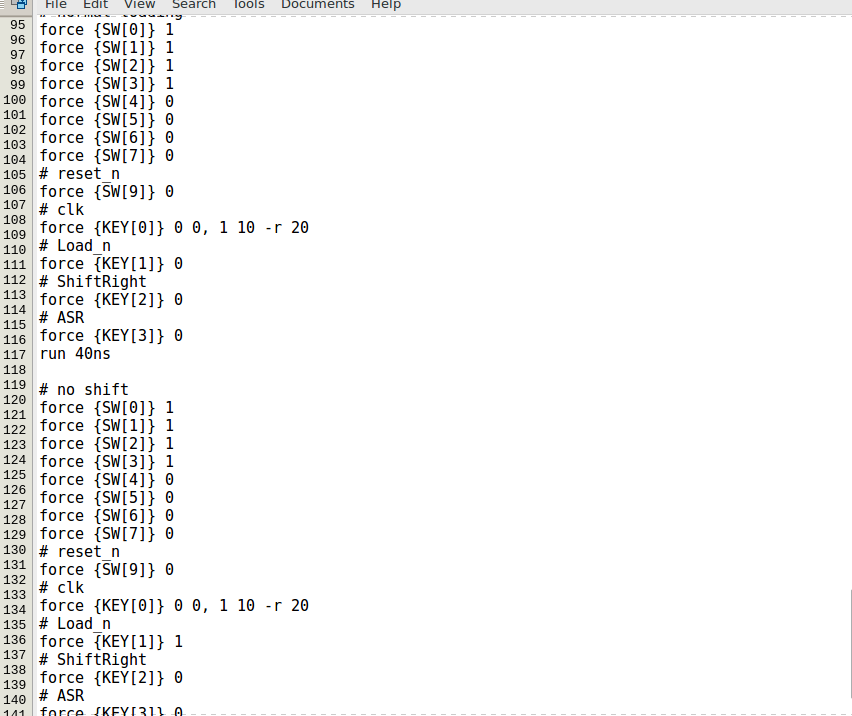 File Edit View Search Tools Documents Help
95
96
97
98
99
100
101
102
103
104
105
106
107
108
109
110
111
112
113
114
115
116
117
118
119
120
121
122
123
124
125
126
127
128
129
130
131
132
133
134
135
136
137
138
139
140
141
# normal loading
force {SW[0]} 1
force {SW[1]} 1
force {SW[2]} 1
force {SW[3]} 1
force {SW[4]} 0
force {SW[5]} 0
force {SW[6]} 0
force {SW[7]} 0
# reset_n
force {SW[9]} 0
# clk
force {KEY[0]} 0 0, 1 10 -r 20
# Load_n
force {KEY[1]} 0
# ShiftRight
force {KEY[2]} 0
# ASR
force {KEY[3]} 0
run 40ns
# no shift
force {SW[0]} 1
force {SW[1]} 1
force {SW[2]} 1
force {SW[3]} 1
force {SW[4]} 0
force {SW[5]} 0
force {SW[6]} 0
force {SW[7]} 0
# reset_n
force {SW[9]} 0
# clk
force {KEY[0]} 0 0, 1 10 -r 20
# Load_n
force {KEY[1]} 1
# ShiftRight
force {KEY[2]} 0
# ASR
force {KEY[3]} 0